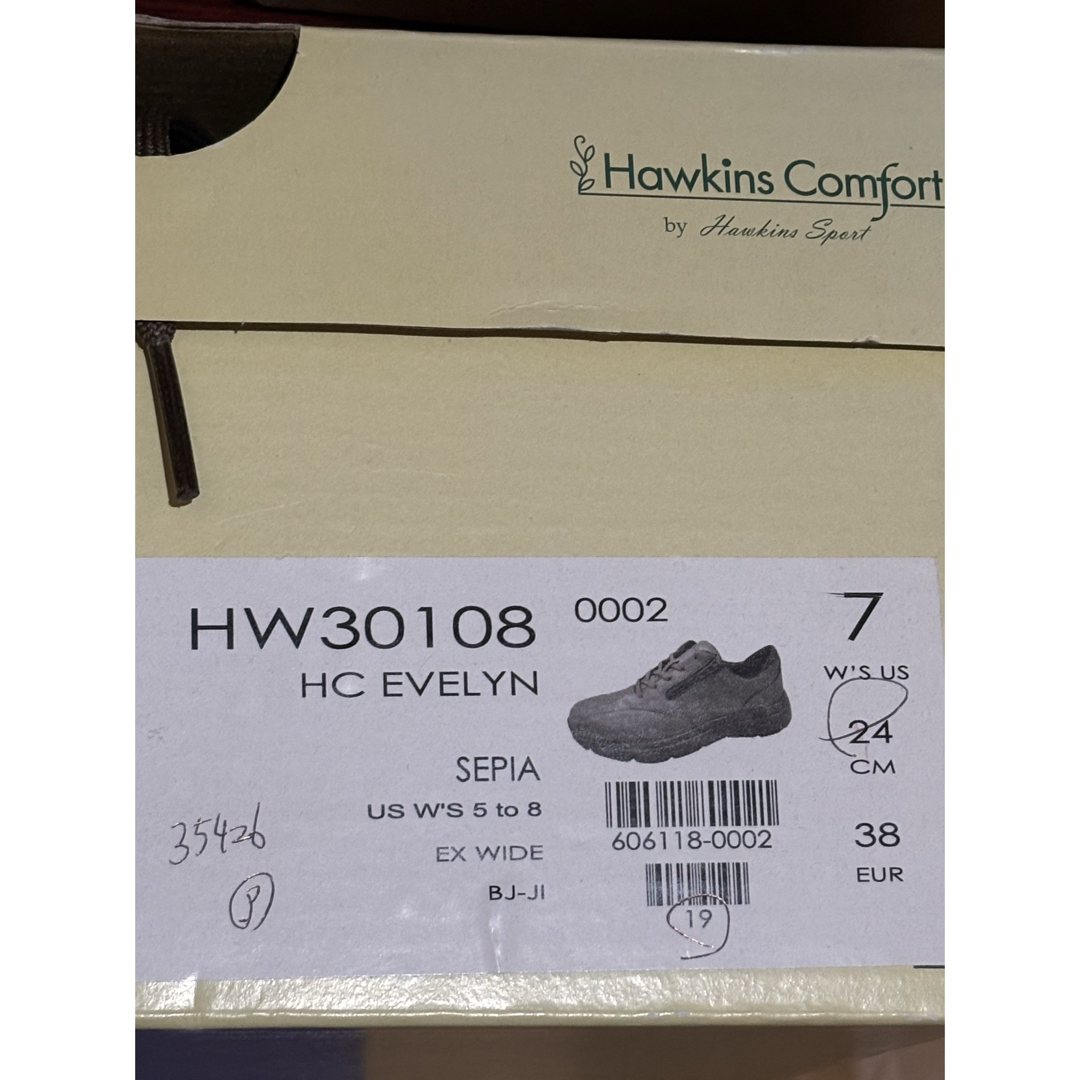 Hawkins Comfort
by Hawkins Sport
HW30108
0002
7
HC EVELYN
W'S US
24
CM
SEPIA
US W'S 5 to 8
606118-0002
38
EUR
35426
EX WIDE
BJ-JI
19